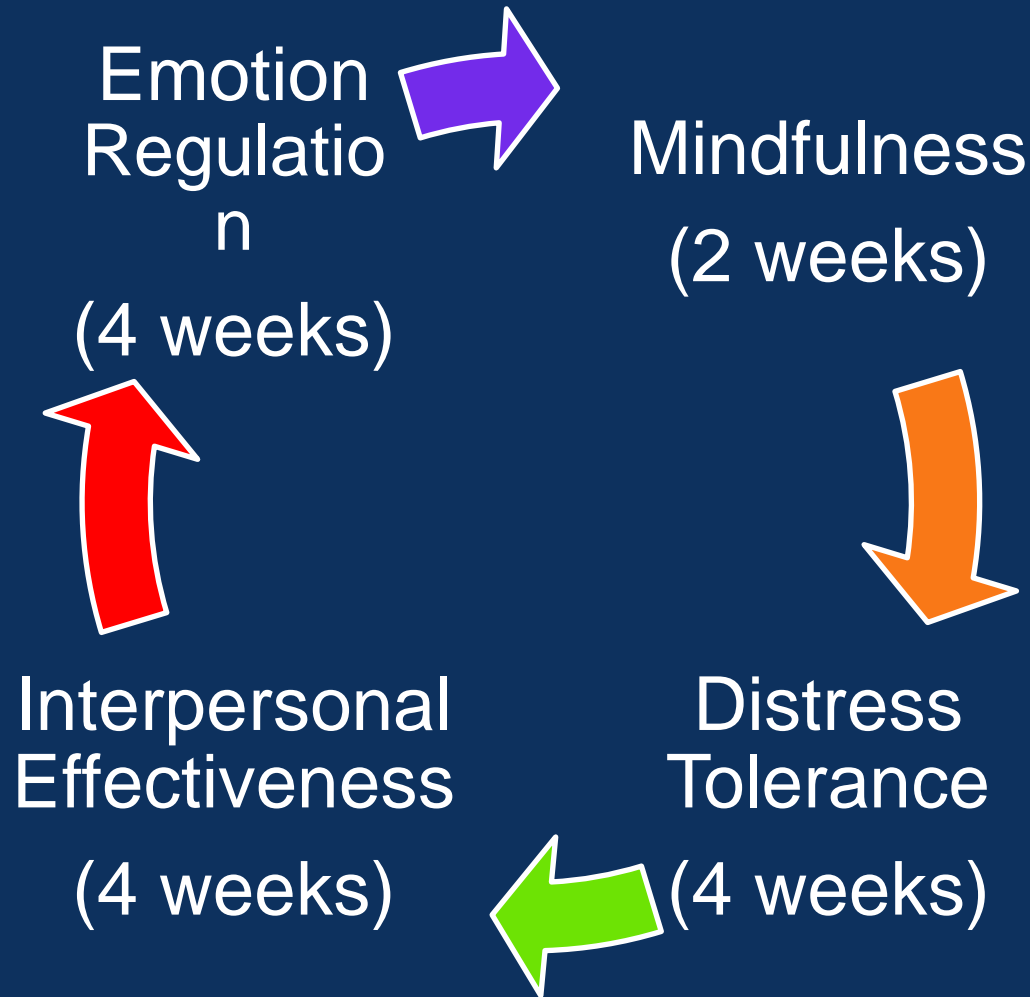 Emotion
Regulatio
n
(4 weeks)
Mindfulness
(2 weeks)
Distress
Tolerance
(4 weeks)
Interpersonal
Effectiveness
(4 weeks)